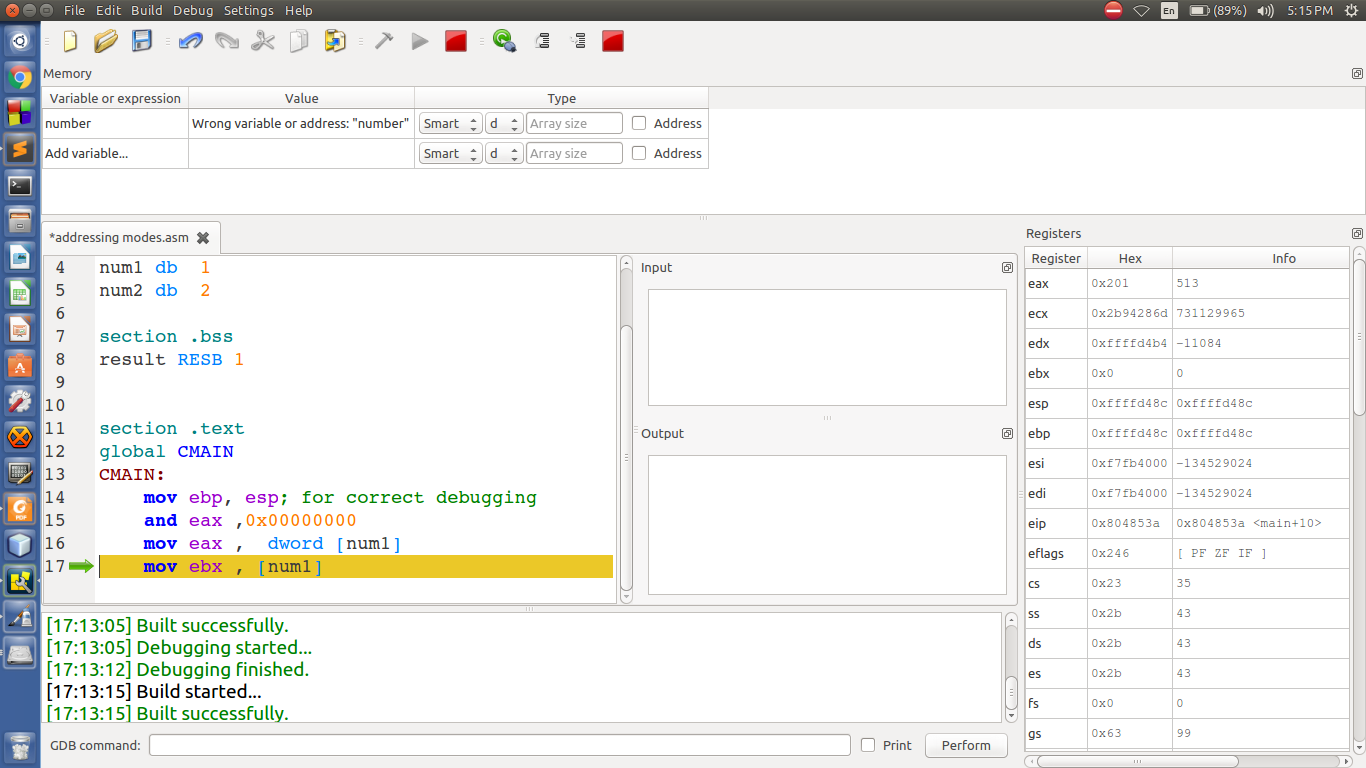 File Edit Build Debug Settings Help
En (89%) 5:15 PM
Memory
Variable or expression Value Type
number Wrong variable or address: "number" Smart d Array size Address
Add variable... Smart d Array size Address
*addressing modes.asm
4 num1 db 1
5 num2 db 2
6
7 section .bss
8 result RESB 1
9
10
11 section .text
12 global CMAIN
13 CMAIN:
14 mov ebp, esp; for correct debugging
15 and eax ,0x00000000
16 mov eax , dword [num1]
17 mov ebx , [num1]
Input
Output
Registers
Register Hex Info
eax 0x201 513
ecx 0x2b94286d 731129965
edx 0xffffd4b4 -11084
ebx 0x0 0
esp 0xffffd48c 0xffffd48c
ebp 0xffffd48c 0xffffd48c
esi 0xf7fb4000 -134529024
edi 0xf7fb4000 -134529024
eip 0x804853a 0x804853a <main+10>
eflags 0x246 [ PF ZF IF ]
cs 0x23 35
ss 0x2b 43
ds 0x2b 43
es 0x2b 43
fs 0x0 0
gs 0x63 99
[17:13:05] Built successfully.
[17:13:05] Debugging started...
[17:13:12] Debugging finished.
[17:13:15] Build started...
[17:13:15] Built successfully.
GDB command: Print Perform